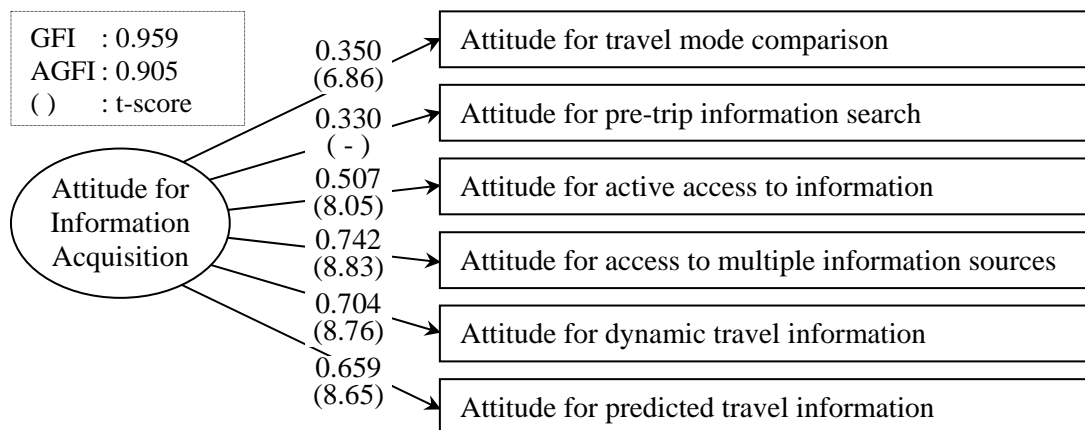 GFI : 0.959
AGFI : 0.905
( ) : t-score
Attitude for
Information
Acquisition
0.350
(6.86)
Attitude for travel mode comparison
0.330
( - )
Attitude for pre-trip information search
0.507
(8.05)
Attitude for active access to information
0.742
(8.83)
Attitude for access to multiple information sources
0.704
(8.76)
Attitude for dynamic travel information
0.659
(8.65)
Attitude for predicted travel information